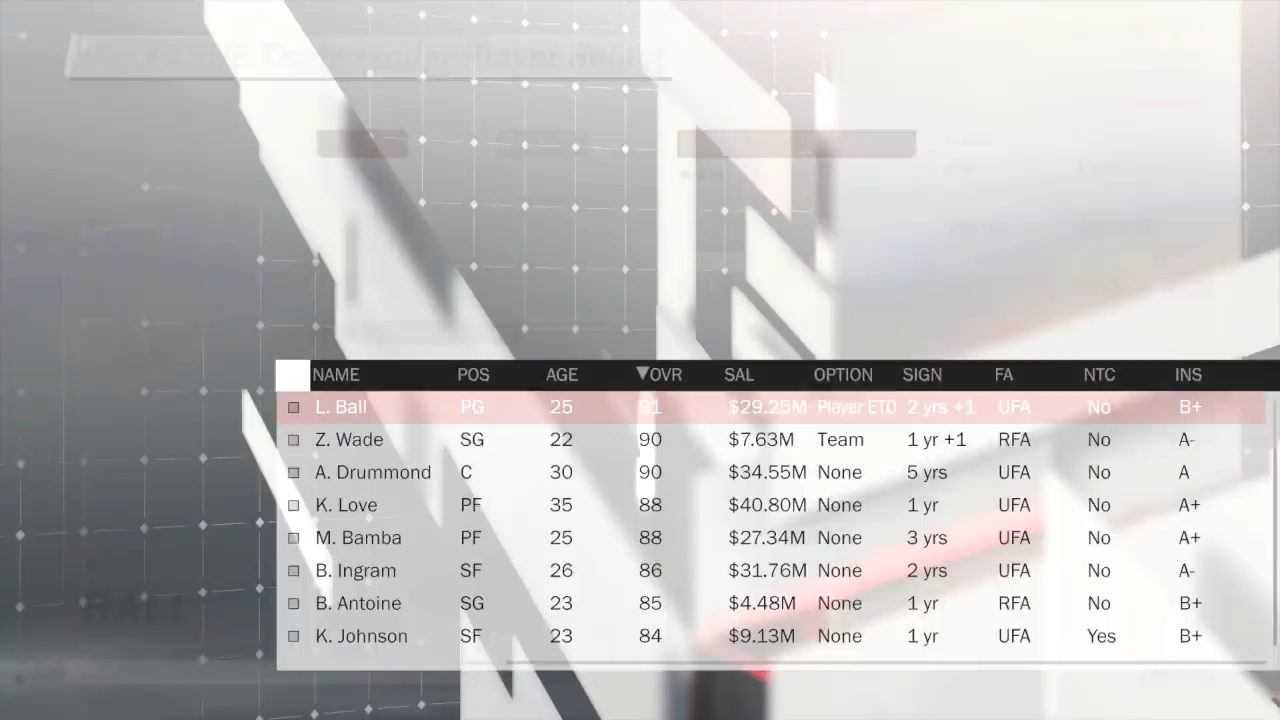 NAME POS AGE ▼OVR SAL OPTION SIGN FA NTC INS
L. Ball PG 25 91 $29.25M Player ETO 2 yrs +1 UFA No B+
Z. Wade SG 22 90 $7.63M Team 1 yr +1 RFA No A-
A. Drummond C 30 90 $34.55M None 5 yrs UFA No A
K. Love PF 35 88 $40.80M None 1 yr UFA No A+
M. Bamba PF 25 88 $27.34M None 3 yrs UFA No A+
B. Ingram SF 26 86 $31.76M None 2 yrs UFA No A-
B. Antoine SG 23 85 $4.48M None 1 yr RFA No B+
K. Johnson SF 23 84 $9.13M None 1 yr UFA Yes B+